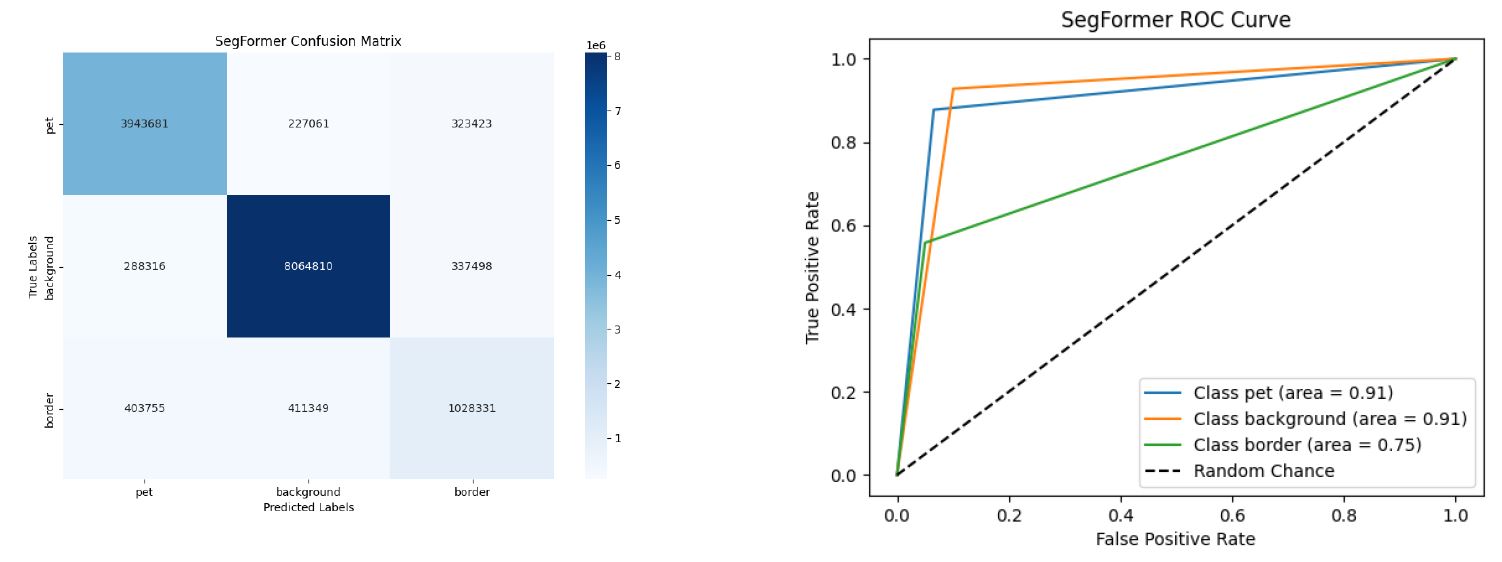 SegFormer Confusion Matrix
1e6
pet
3943681 227061 323423
True Labels
background
288316 8064810 337498
border
403755 411349 1028331
pet background border
Predicted Labels
8
7
6
5
4
3
2
1
SegFormer ROC Curve
True Positive Rate
1.0
0.8
0.6
0.4
0.2
0.0
Class pet (area = 0.91)
Class background (area = 0.91)
Class border (area = 0.75)
Random Chance
0.0 0.2 0.4 0.6 0.8 1.0
False Positive Rate